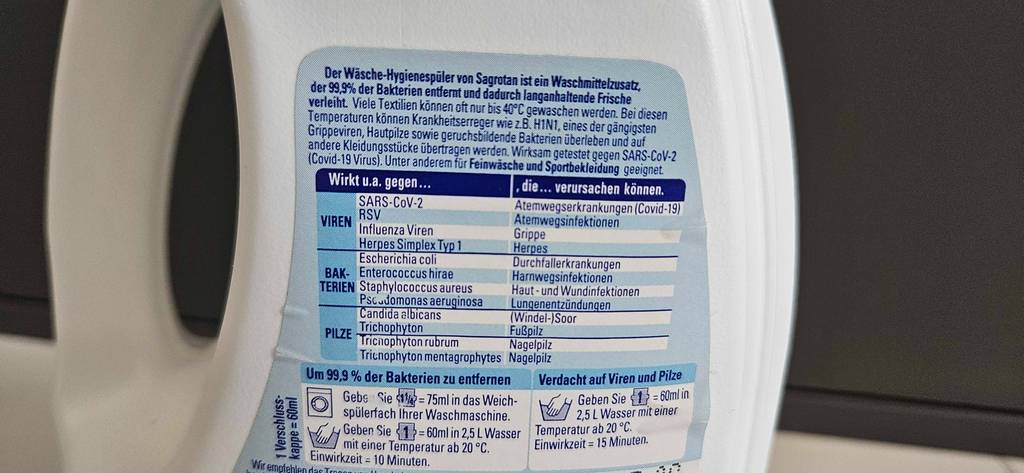 Der Wäsche-Hygienespüler von Sagrotan ist ein Waschmittelzusatz,
der 99,9% der Bakterien entfernt und dadurch langanhaltende Frische
verleiht. Viele Textilien können oft nur bis 40°C gewaschen werden. Bei diesen
Temperaturen können Krankheitserreger wie z.B. H1N1, eines der gängigsten
Grippeviren, Hautpilze sowie geruchsbildende Bakterien überleben und auf
andere Kleidungsstücke übertragen werden. Wirksam getestet gegen SARS-CoV-2
(Covid-19 Virus). Unter anderem für Feinwäsche und Sportbekleidung geeignet.
Wirkt u.a. gegen... , die... verursachen können.
VIREN
SARS-CoV-2 Atemwegserkrankungen (Covid-19)
RSV Atemwegsinfektionen
Influenza Viren Grippe
Herpes Simplex Typ 1 Herpes
BAK-
TERIEN
Escherichia coli Durchfallerkrankungen
Enterococcus hirae Harnwegsinfektionen
Staphylococcus aureus Haut- und Wundinfektionen
Pseudomonas aeruginosa Lungenentzündungen
PILZE
Candida albicans (Windel-)Soor
Trichophyton Fußpilz
Trichophyton rubrum Nagelpilz
Trichophyton mentagrophytes Nagelpilz
1 Verschluss-
kappe = 60ml
Um 99,9 % der Bakterien zu entfernen
Geben Sie 1¼ = 75ml in das Weich-
spülerfach Ihrer Waschmaschine.
Geben Sie 1 = 60ml in 2,5 L Wasser
mit einer Temperatur ab 20 °C.
Einwirkzeit = 10 Minuten.
Verdacht auf Viren und Pilze
Geben Sie 1 = 60ml in
2,5 L Wasser mit einer
Temperatur ab 20 °C.
Einwirkzeit = 15 Minuten.
Wir empfehlen das